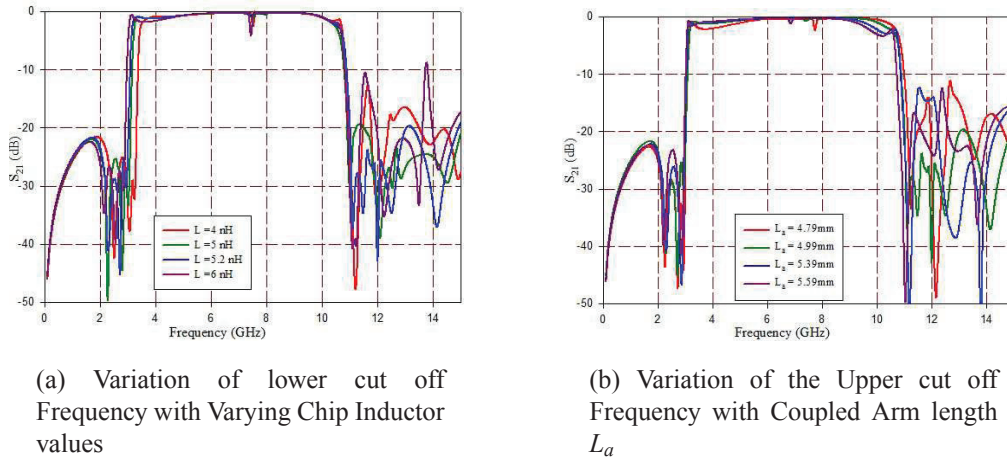 0
-10
-20
-30
-40
-50
S21 (dB)
0 2 4 6 8 10 12 14
Frequency (GHz)
L =4 nH
L =5 nH
L =5.2 nH
L =6 nH
(a) Variation of lower cut off
Frequency with Varying Chip Inductor
values
0
-10
-20
-30
-40
-50
S21 (dB)
0 2 4 6 8 10 12 14
Frequency (GHz)
La = 4.79mm
La = 4.99mm
La = 5.39mm
La = 5.59mm
(b) Variation of the Upper cut off
Frequency with Coupled Arm length
La